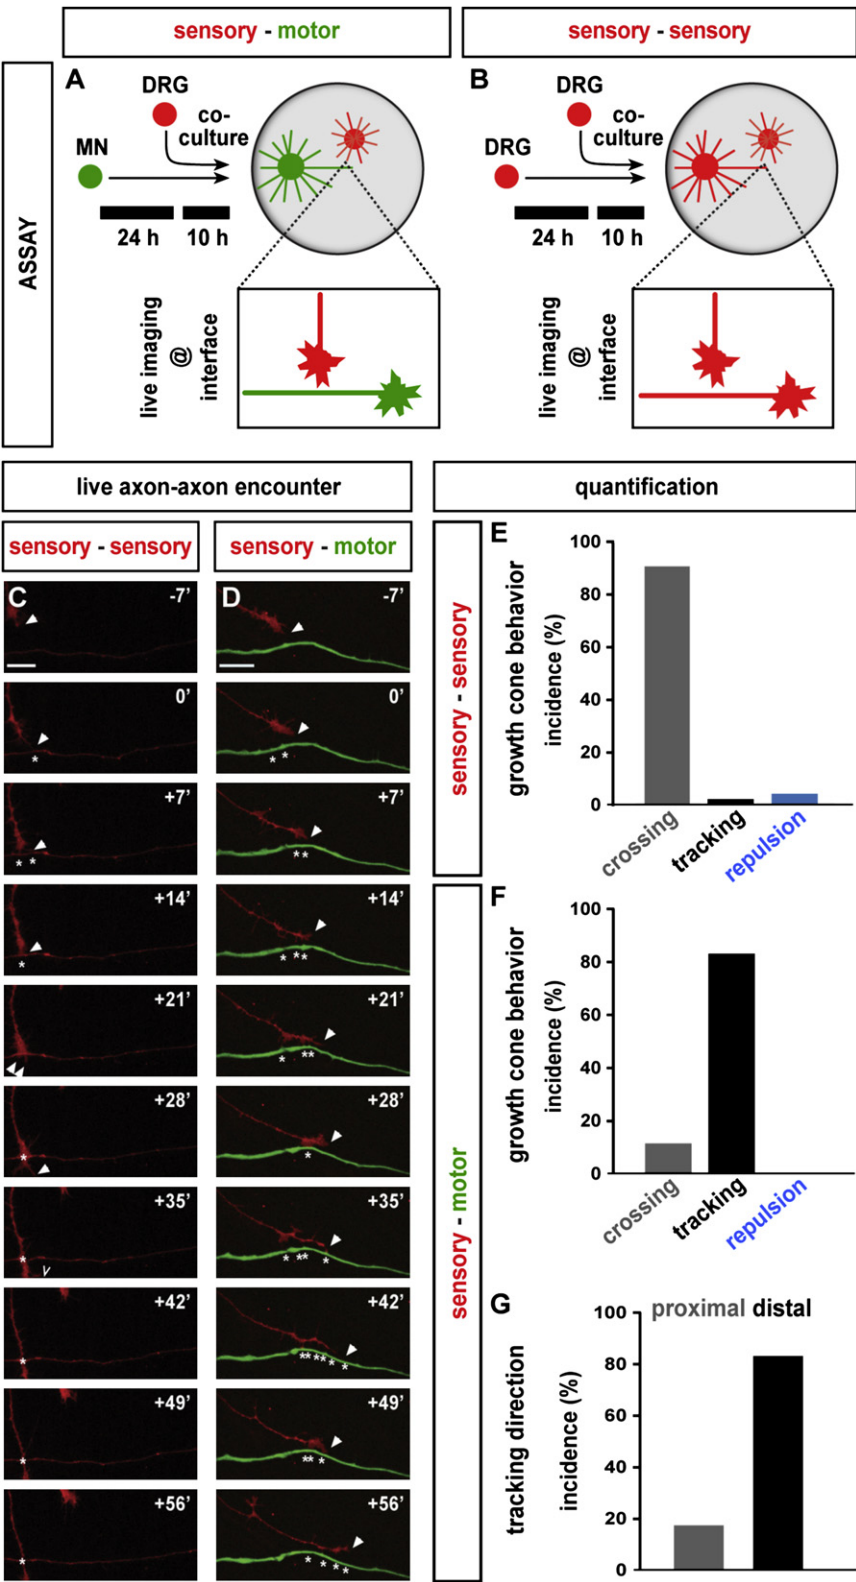 sensory - motor
sensory - sensory
ASSAY
A
DRG
co-
culture
MN
24 h
10 h
live imaging
@
interface
B
DRG
co-
culture
DRG
24 h
10 h
live imaging
@
interface
live axon-axon encounter
quantification
sensory - sensory
sensory - motor
C
-7'
0'
+7'
* *
+14'
*
+21'
+28'
*
+35'
*
+42'
*
+49'
*
+56'
*
D
-7'
0'
* *
+7'
**
+14'
* **
+21'
* **
+28'
*
+35'
* ** *
+42'
** ** * *
+49'
** *
+56'
* * * *
sensory - sensory
E
growth cone behavior
incidence (%)
100
80
60
40
20
0
crossing
tracking
repulsion
sensory - motor
F
growth cone behavior
incidence (%)
100
80
60
40
20
0
crossing
tracking
repulsion
G
tracking direction
incidence (%)
100
80
60
40
20
0
proximal distal